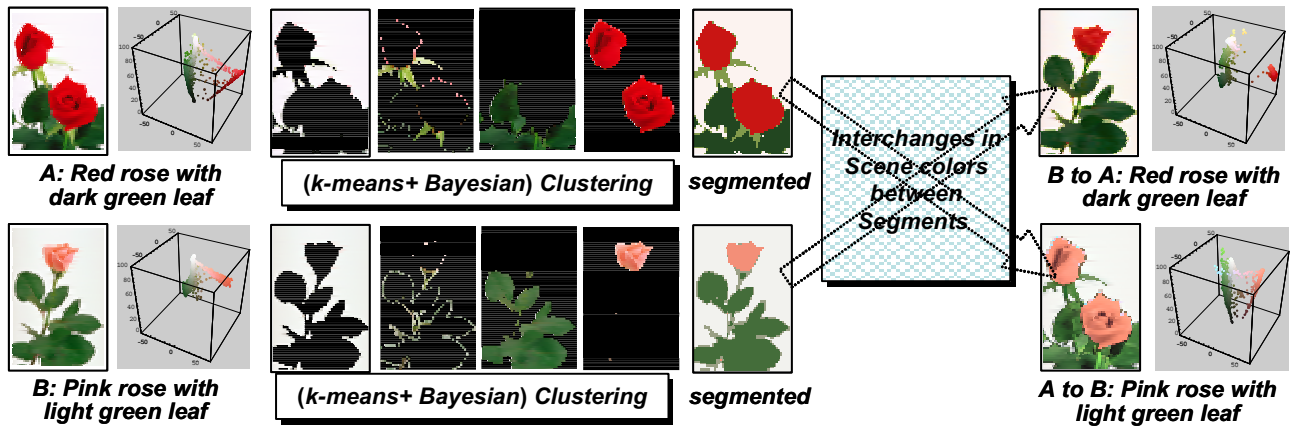 A: Red rose with
dark green leaf
(k-means+ Bayesian) Clustering
segmented
Interchanges in
Scene colors
between
Segments
B to A: Red rose with
dark green leaf
B: Pink rose with
light green leaf
(k-means+ Bayesian) Clustering
segmented
A to B: Pink rose with
light green leaf